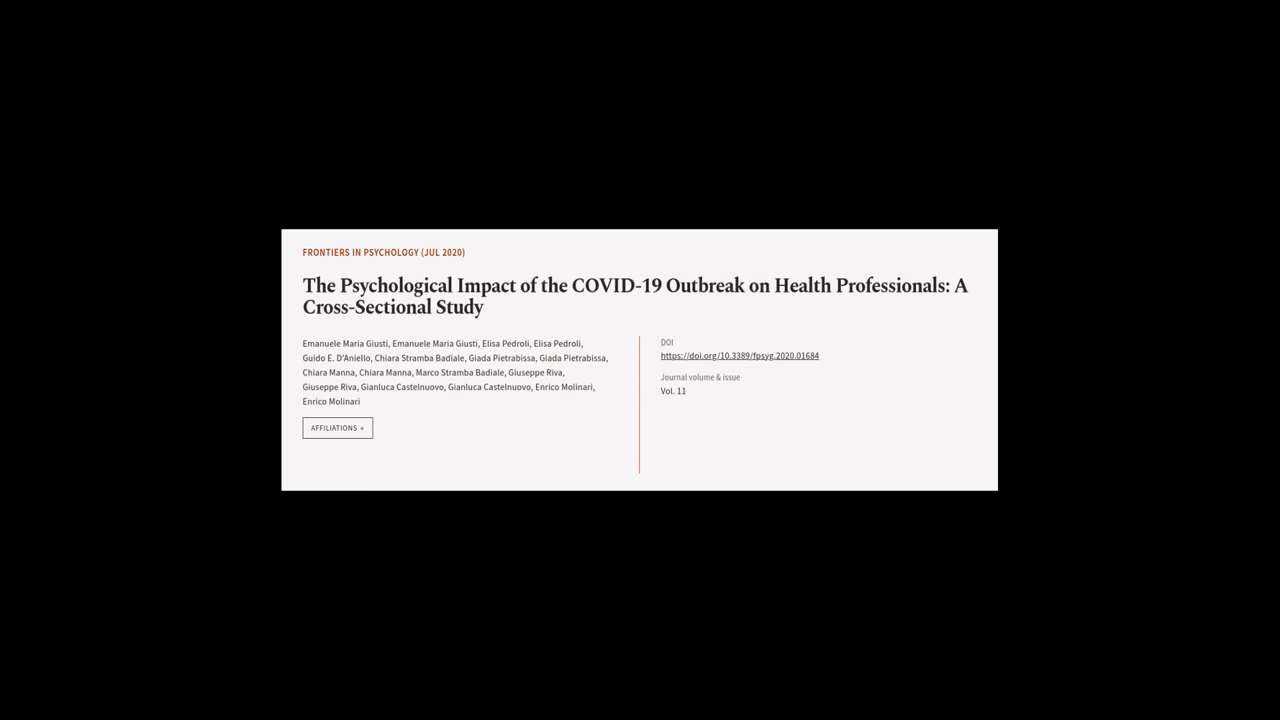 FRONTIERS IN PSYCHOLOGY (JUL 2020)
The Psychological Impact of the COVID-19 Outbreak on Health Professionals: A
Cross-Sectional Study
Emanuele Maria Giusti, Emanuele Maria Giusti, Elisa Pedroli, Elisa Pedroli,
Guido E. D'Aniello, Chiara Stramba Badiale, Giada Pietrabissa, Giada Pietrabissa,
Chiara Manna, Chiara Manna, Marco Stramba Badiale, Giuseppe Riva,
Giuseppe Riva, Gianluca Castelnuovo, Gianluca Castelnuovo, Enrico Molinari,
Enrico Molinari
AFFILIATIONS +
DOI
https://doi.org/10.3389/fpsyg.2020.01684
Journal volume & issue
Vol. 11